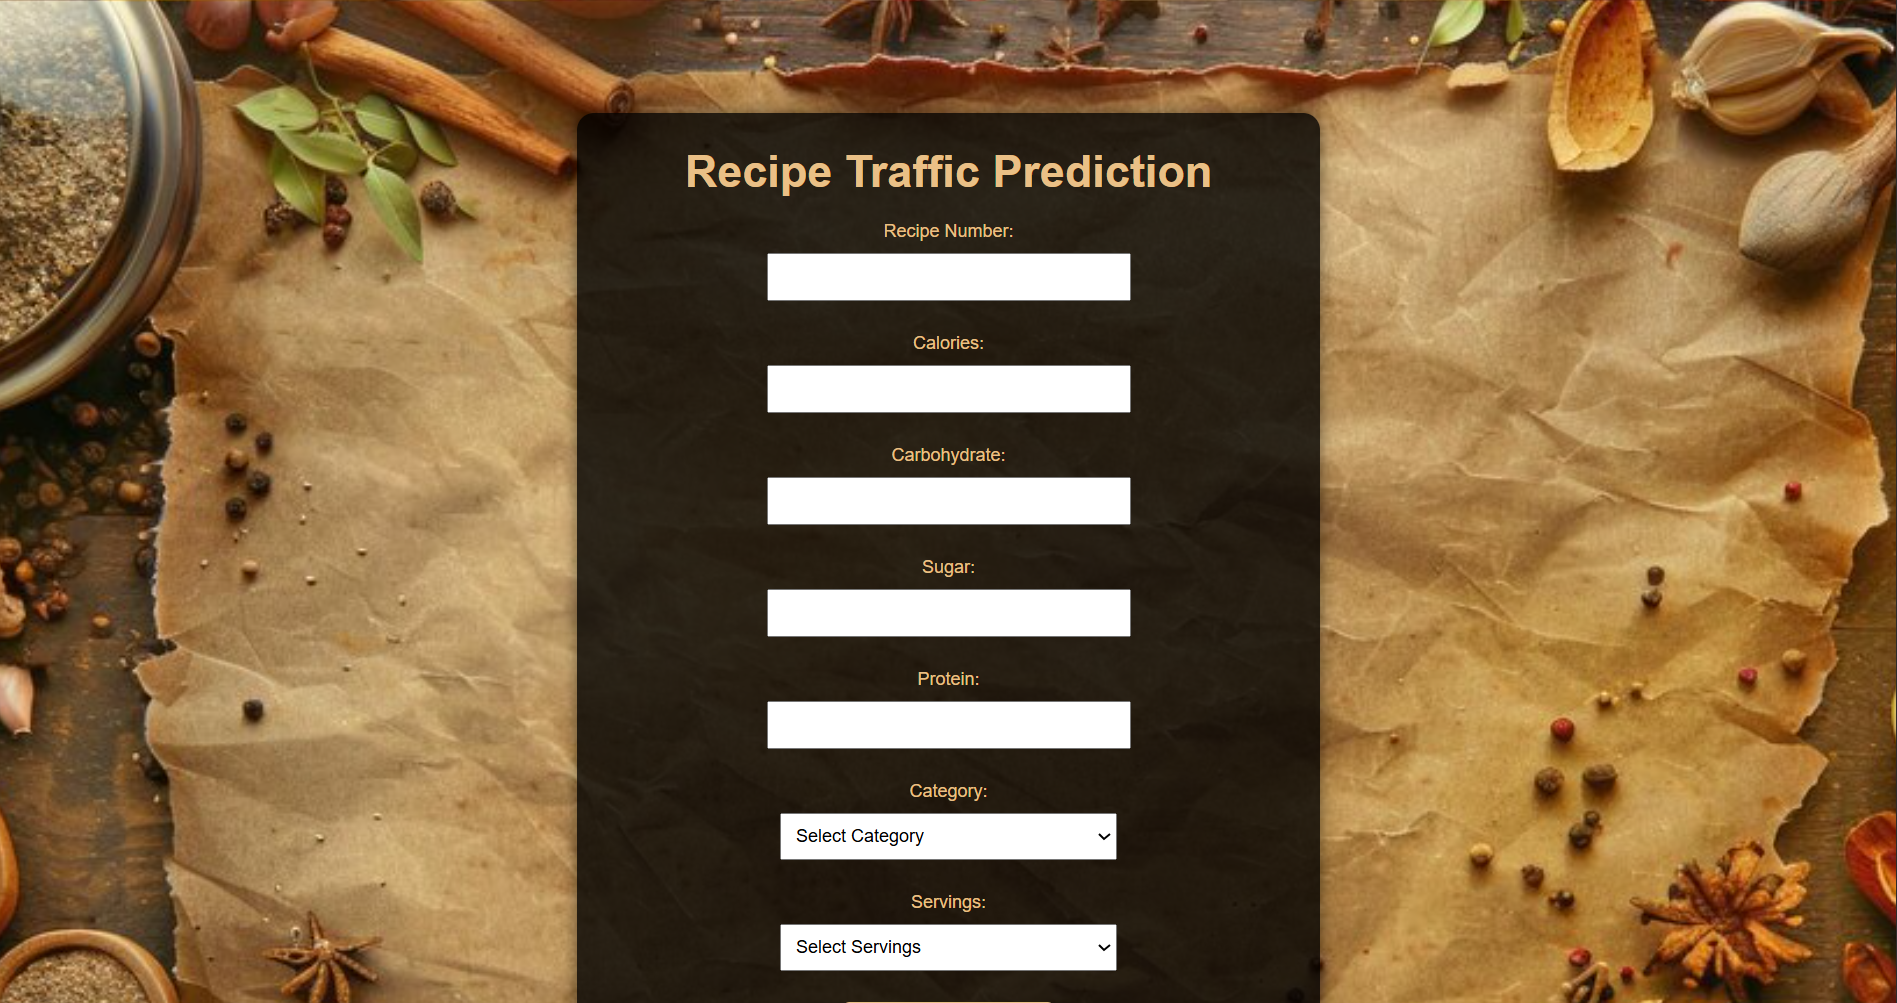 Recipe Traffic Prediction
Recipe Number:
Calories:
Carbohydrate:
Sugar:
Protein:
Category:
Select Category
Servings:
Select Servings